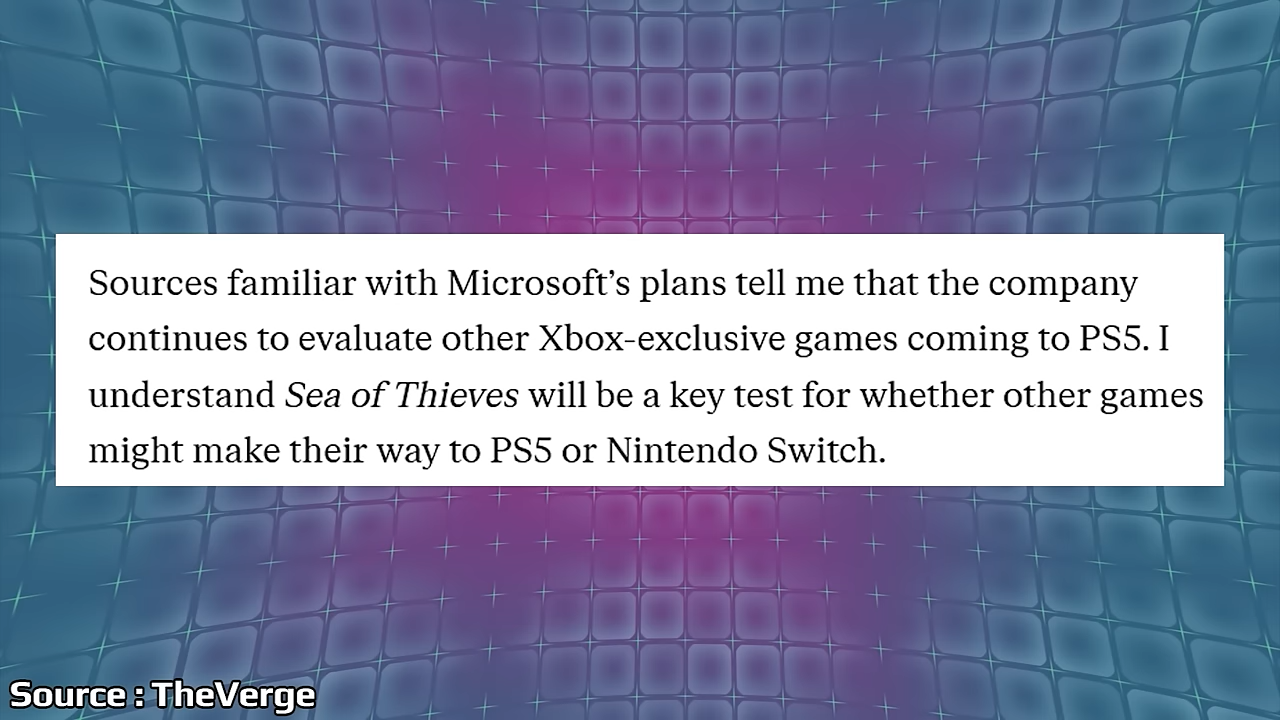 Sources familiar with Microsoft’s plans tell me that the company
continues to evaluate other Xbox-exclusive games coming to PS5. I
understand Sea of Thieves will be a key test for whether other games
might make their way to PS5 or Nintendo Switch.
Source : TheVerge